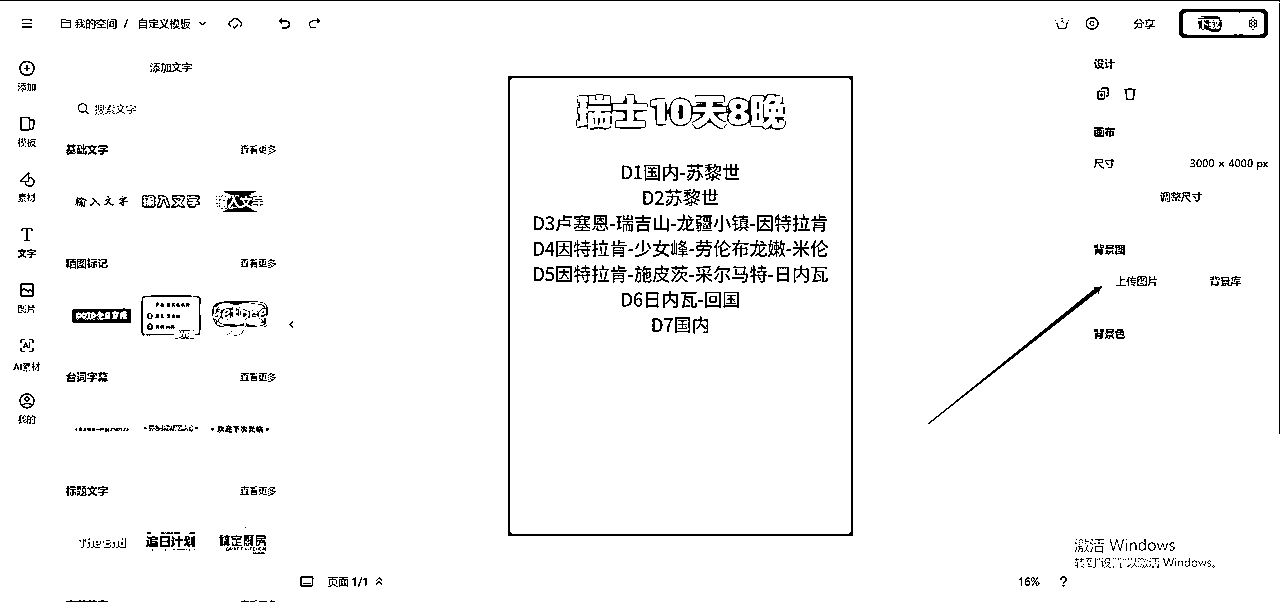 我的空间 / 自定义模版
分享
下载
添加
模板
素材
文字
图片
AI素材
我的
添加文字
搜索文字
基础文字
查看更多
输入文字 输入文字 输入文字
晒图标记
查看更多
台词字幕
查看更多
标题文字
查看更多
The End 追日计划 搞定厨房
查看更多
瑞士10天8晚
D1国内-苏黎世
D2苏黎世
D3卢塞恩-瑞吉山-龙疆小镇-因特拉肯
D4因特拉肯-少女峰-劳伦布龙嫩-米伦
D5因特拉肯-施皮茨-采尔马特-日内瓦
D6日内瓦-回国
D7国内
页面 1/1
设计
画布
尺寸
3000 × 4000 px
调整尺寸
背景图
上传图片
背景库
背景色
激活 Windows
转到"设置"以激活 Windows。
16%
?